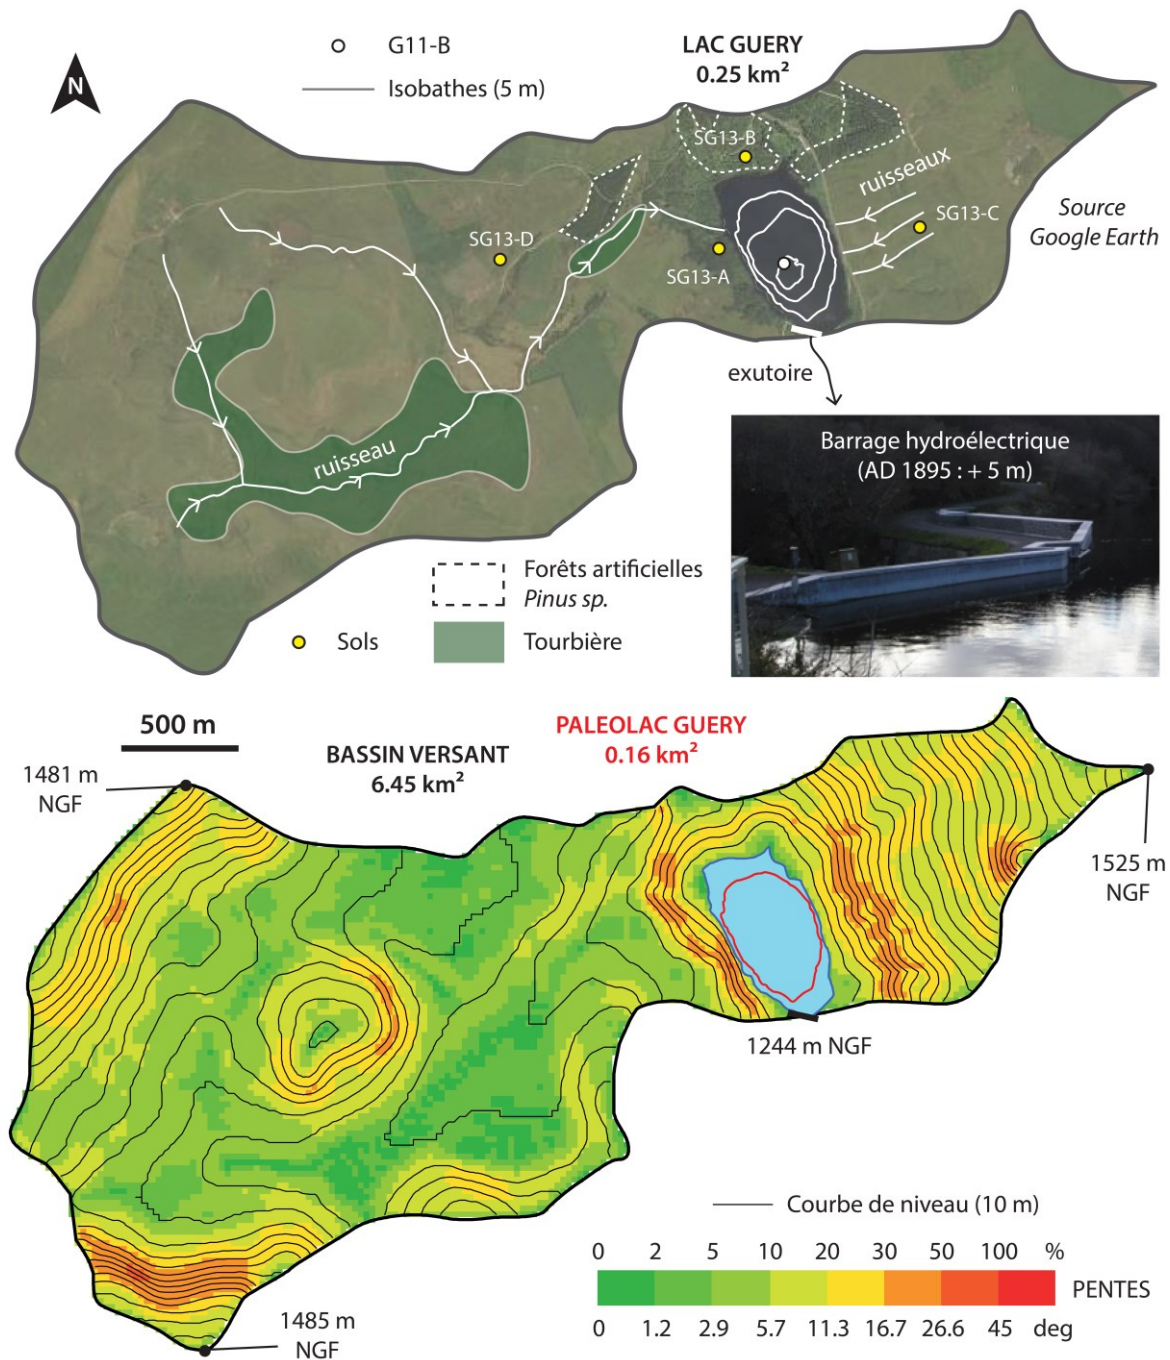 N
G11-B
Isobathes (5 m)
LAC GUERY
0.25 km²
SG13-B
ruisseaux
SG13-C
Source
Google Earth
SG13-D
SG13-A
exutoire
ruisseau
Barrage hydroélectrique
(AD 1895 : + 5 m)
Forêts artificielles
Pinus sp.
Sols
Tourbière
500 m
BASSIN VERSANT
6.45 km²
PALEOLAC GUERY
0.16 km²
1481 m
NGF
1525 m
NGF
1244 m NGF
Courbe de niveau (10 m)
0 2 5 10 20 30 50 100 %
PENTES
0 1.2 2.9 5.7 11.3 16.7 26.6 45 deg
1485 m
NGF